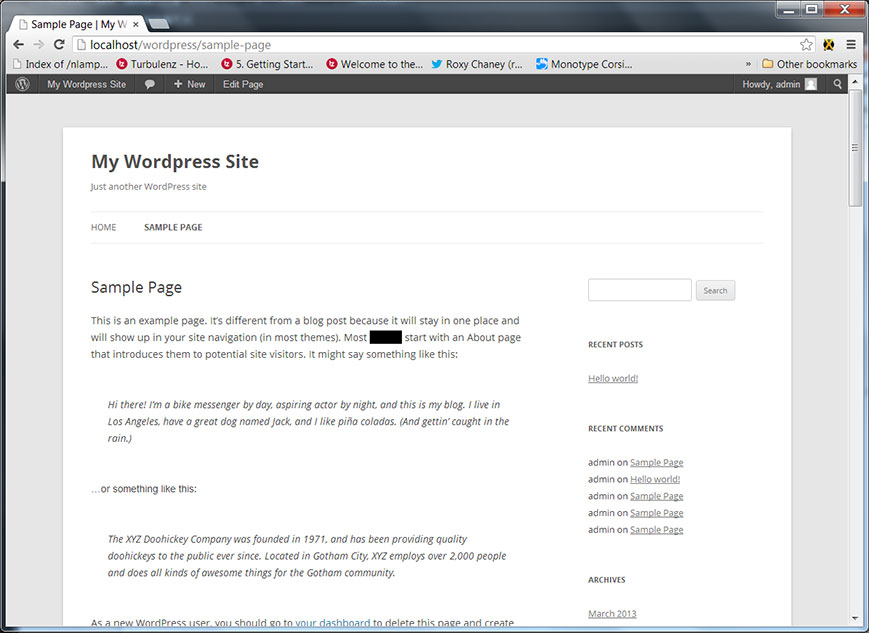 Sample Page | My W
localhost/wordpress/sample-page
Index of /nlamp... Turbulenz - Ho... 5. Getting Start... Welcome to the... Roxy Chaney (r... Monotype Corsi... » Other bookmarks
My Wordpress Site + New Edit Page Howdy, admin
My Wordpress Site
Just another WordPress site
HOME SAMPLE PAGE
Sample Page
This is an example page. It's different from a blog post because it will stay in one place and
will show up in your site navigation (in most themes). Most start with an About page
that introduces them to potential site visitors. It might say something like this:
Hi there! I'm a bike messenger by day, aspiring actor by night, and this is my blog. I live in
Los Angeles, have a great dog named Jack, and I like piña coladas. (And gettin' caught in the
rain.)
…or something like this:
The XYZ Doohickey Company was founded in 1971, and has been providing quality
doohickeys to the public ever since. Located in Gotham City, XYZ employs over 2,000 people
and does all kinds of awesome things for the Gotham community.
As a new WordPress user, you should go to your dashboard to delete this page and create
Search
RECENT POSTS
Hello world!
RECENT COMMENTS
admin on Sample Page
admin on Hello world!
admin on Sample Page
admin on Sample Page
admin on Sample Page
ARCHIVES
March 2013